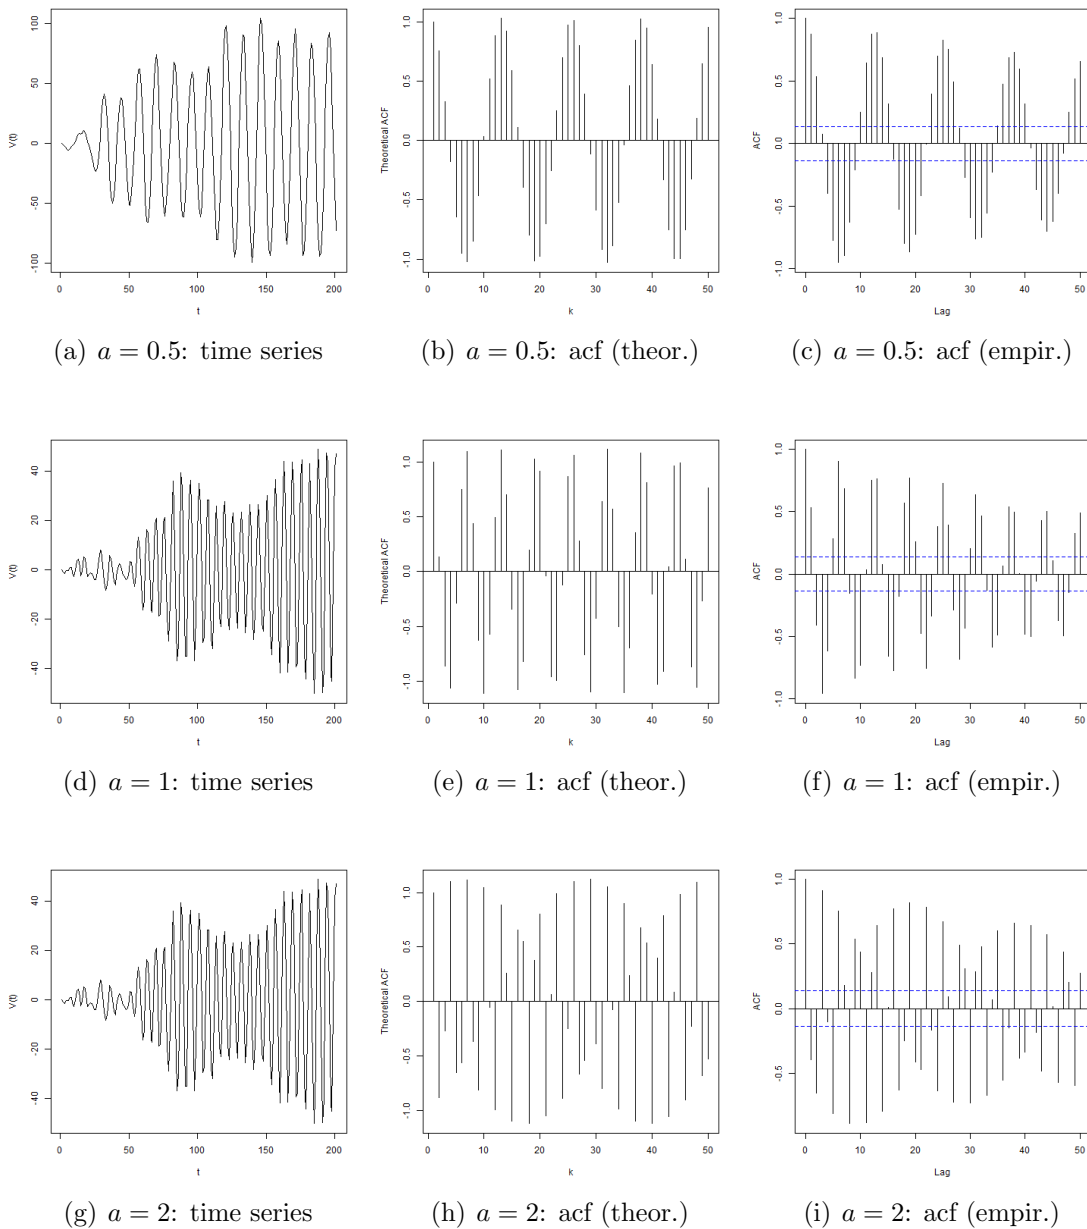 100
50
0
-50
-100
V(t)
0 50 100 150 200
t
1.0
0.5
0.0
-0.5
-1.0
Theoretical ACF
0 10 20 30 40 50
k
1.0
0.5
0.0
-0.5
-1.0
ACF
0 10 20 30 40 50
Lag
(a) a = 0.5: time series
(b) a = 0.5: acf (theor.)
(c) a = 0.5: acf (empir.)
40
20
0
-20
-40
V(t)
0 50 100 150 200
t
1.0
0.5
0.0
-0.5
-1.0
Theoretical ACF
0 10 20 30 40 50
k
1.0
0.5
0.0
-0.5
-1.0
ACF
0 10 20 30 40 50
Lag
(d) a = 1: time series
(e) a = 1: acf (theor.)
(f) a = 1: acf (empir.)
40
20
0
-20
-40
V(t)
0 50 100 150 200
t
1.0
0.5
0.0
-0.5
-1.0
Theoretical ACF
0 10 20 30 40 50
k
1.0
0.5
0.0
-0.5
ACF
0 10 20 30 40 50
Lag
(g) a = 2: time series
(h) a = 2: acf (theor.)
(i) a = 2: acf (empir.)